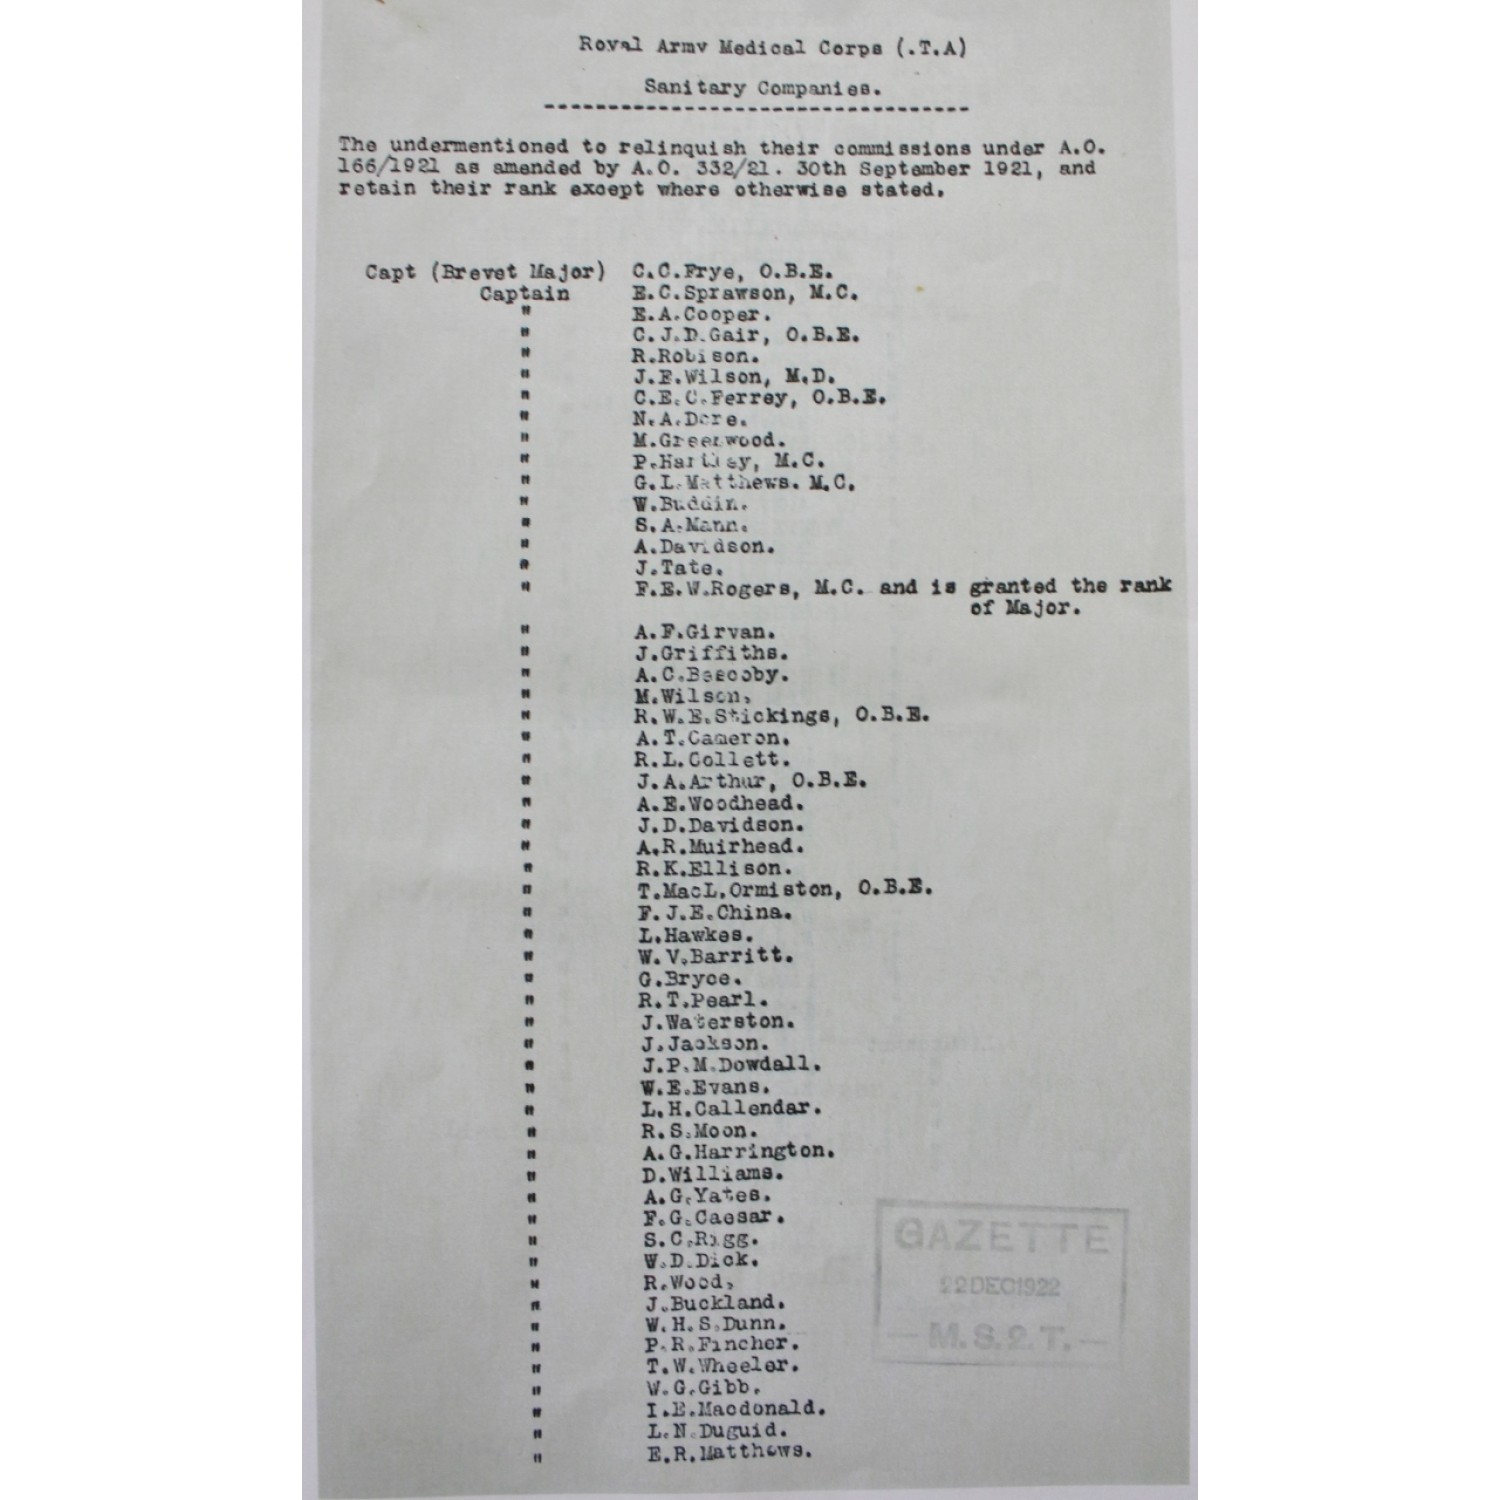 Royal Army Medical Corps (.T.A)
Sanitary Companies.
The undermentioned to relinquish their commissions under A.O.
166/1921 as amended by A.O. 332/21. 30th September 1921, and
retain their rank except where otherwise stated.
Capt (Brevet Major) C.C.Frye, O.B.E.
Captain E.C.Sprawson, M.C.
" E.A.Cooper.
" C.J.D.Gair, O.B.E.
" R.Robison.
" J.E.Wilson, M.D.
" C.E.C.Ferrey, O.B.E.
" N.A.Dore.
" M.Greenwood.
" P.Hartley, M.C.
" G.L.Matthews. M.C.
" W.Buddin.
" S.A.Mann.
" A.Davidson.
" J.Tate.
" F.E.W.Rogers, M.C. and is granted the rank
of Major.
" A.F.Girvan.
" J.Griffiths.
" A.C.Bescoby.
" M.Wilson,
" R.W.E.Stickings, O.B.E.
" A.T.Cameron.
" R.L.Collett.
" J.A.Arthur, O.B.E.
" A.E.Woodhead.
" J.D.Davidson.
" A.R.Muirhead.
" R.K.Ellison.
" T.MacL.Ormiston, O.B.E.
" F.J.E.China.
" L.Hawkes.
" W.V.Barritt.
" G.Bryce.
" R.T.Pearl.
" J.Waterston.
" J.Jackson.
" J.P.M.Dowdall.
" W.E.Evans.
" L.H.Callendar.
" R.S.Moon.
" A.G.Harrington.
" D.Williams.
" A.G.Yates.
" F.G.Caesar.
" S.C.Rigg.
" W.D.Dick.
" R.Wood,
" J.Buckland.
" W.H.S.Dunn.
" P.R.Fincher.
" T.W.Wheeler.
" W.G.Gibb.
" I.E.Macdonald.
" L.N.Duguid.
" E.R.Matthews.
GAZETTE
22DEC1922
— M.S.2.T. —